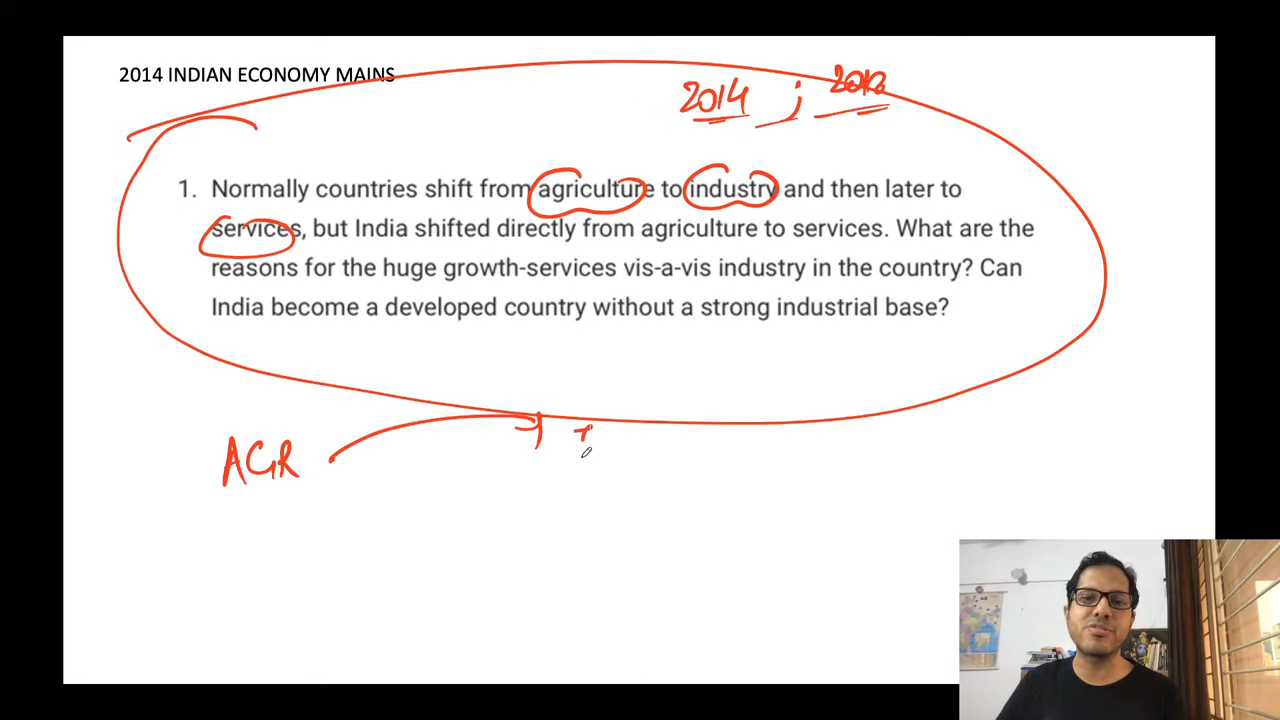 2014 INDIAN ECONOMY MAINS
2014 ;
1. Normally countries shift from agriculture to industry and then later to
services, but India shifted directly from agriculture to services. What are the
reasons for the huge growth-services vis-a-vis industry in the country? Can
India become a developed country without a strong industrial base?
AGR